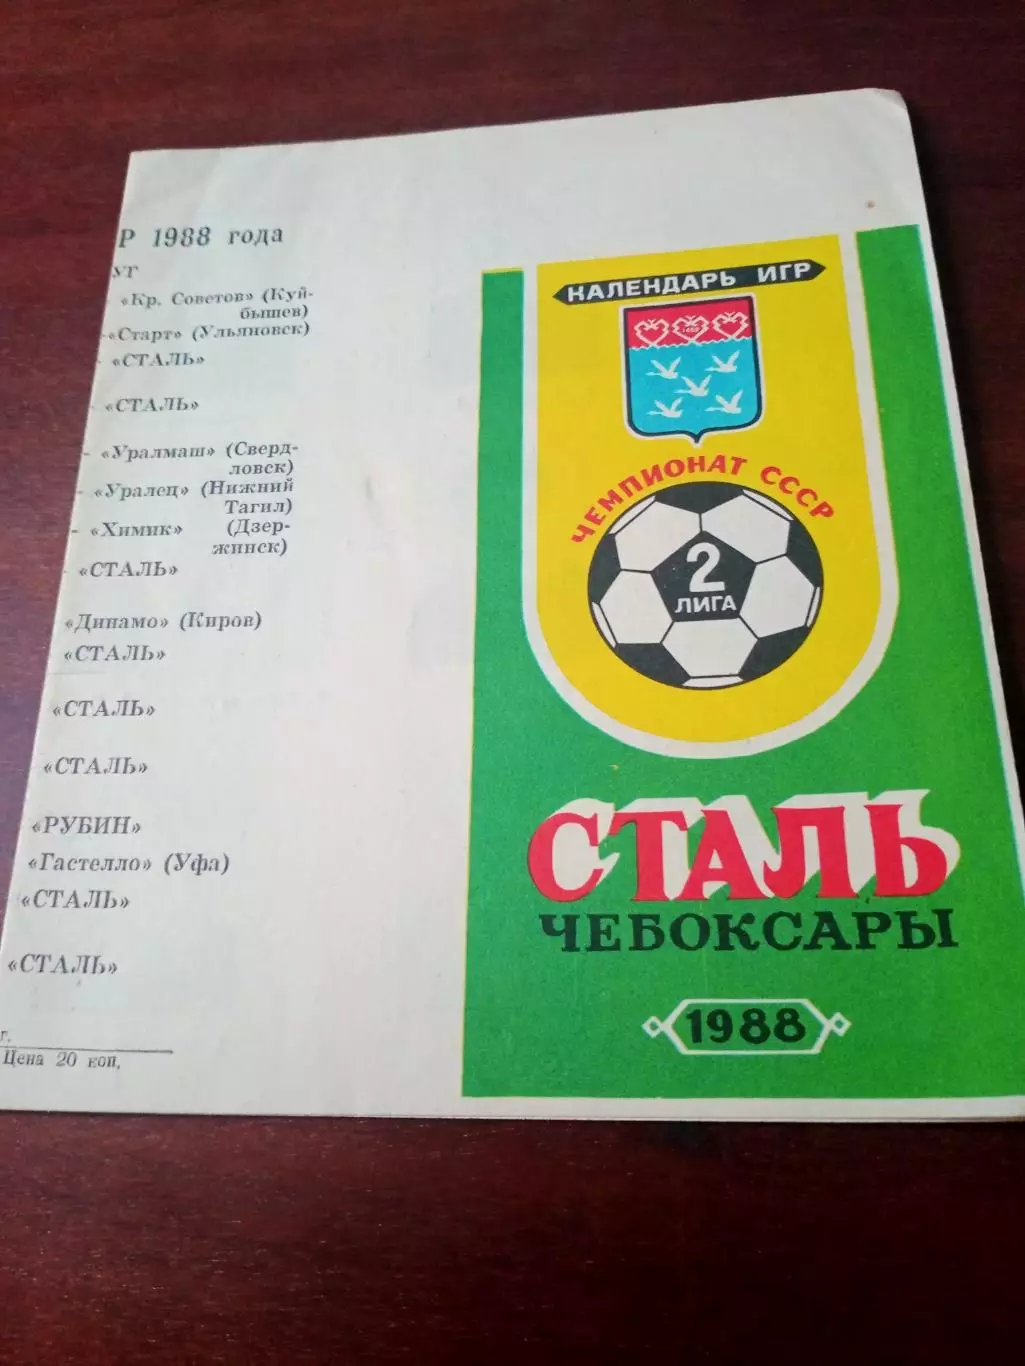 Р 1988 года
УГ
«Кр. Советов» (Куй-
бышев)
- «Старт» (Ульяновск)
- «СТАЛЬ»
- «СТАЛЬ»
- «Уралмаш» (Сверд-
ловск)
- «Уралец» (Нижний
Тагил)
- «Химик» (Дзер-
жинск)
- «СТАЛЬ»
«Динамо» (Киров)
«СТАЛЬ»
«СТАЛЬ»
«СТАЛЬ»
«РУБИН»
«Гастелло» (Уфа)
«СТАЛЬ»
«СТАЛЬ»
г.
Цена 20 коп,
КАЛЕНДАРЬ ИГР
1469
ЧЕМПИОНАТ СССР
2
ЛИГА
СТАЛЬ
ЧЕБОКСАРЫ
1988